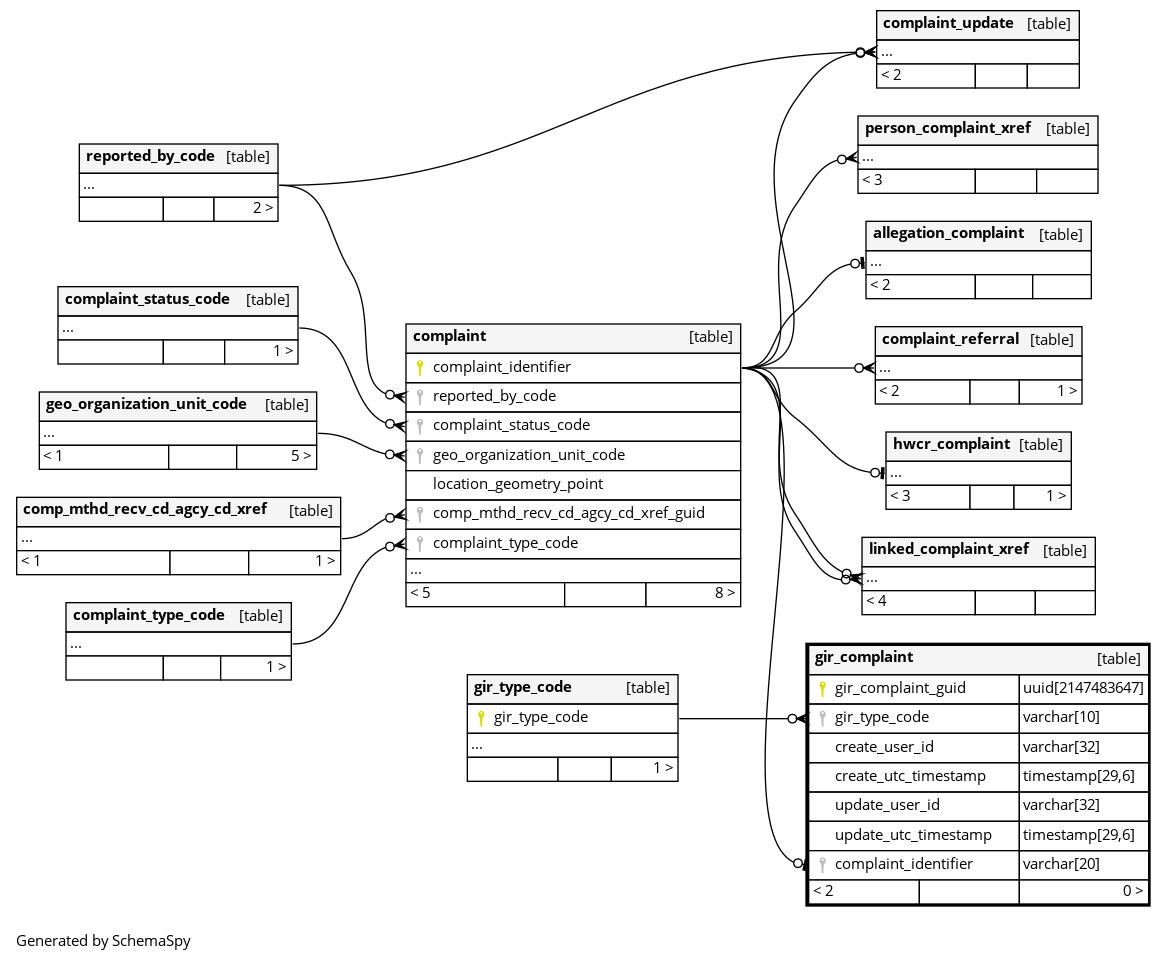 complaint_update [table]
...
< 2
person_complaint_xref [table]
...
< 3
reported_by_code [table]
...
2 >
allegation_complaint [table]
...
< 2
complaint_status_code [table]
...
1 >
complaint_referral [table]
...
< 2 1 >
geo_organization_unit_code [table]
...
< 1 5 >
hwcr_complaint [table]
...
< 3 1 >
comp_mthd_recv_cd_agcy_cd_xref [table]
...
< 1 1 >
linked_complaint_xref [table]
...
< 4
complaint_type_code [table]
...
1 >
complaint [table]
complaint_identifier
reported_by_code
complaint_status_code
geo_organization_unit_code
location_geometry_point
comp_mthd_recv_cd_agcy_cd_xref_guid
complaint_type_code
...
< 5 8 >
gir_type_code [table]
gir_type_code
...
1 >
gir_complaint [table]
gir_complaint_guid uuid[2147483647]
gir_type_code varchar[10]
create_user_id varchar[32]
create_utc_timestamp timestamp[29,6]
update_user_id varchar[32]
update_utc_timestamp timestamp[29,6]
complaint_identifier varchar[20]
< 2 0 >
Generated by SchemaSpy